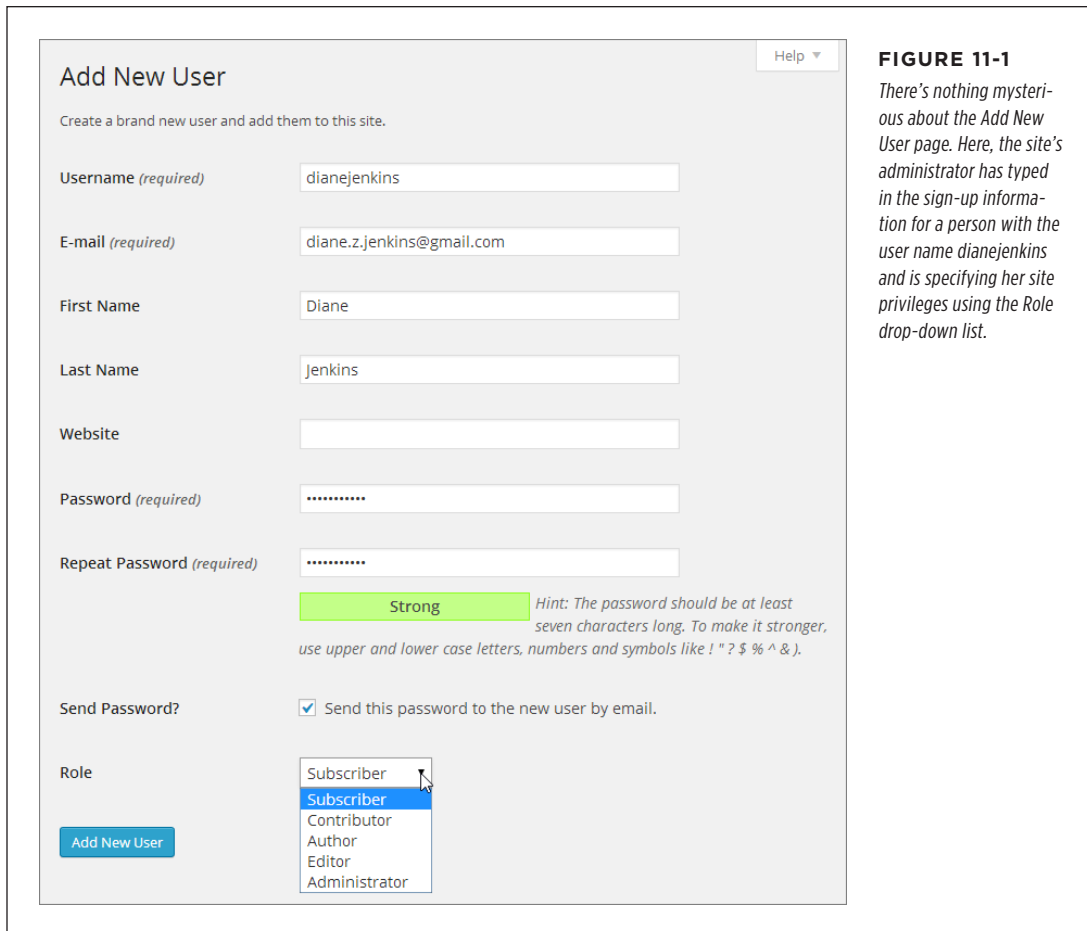 Help
Add New User
Create a brand new user and add them to this site.
Username (required)
dianejenkins
E-mail (required)
diane.z.jenkins@gmail.com
First Name
Diane
Last Name
Jenkins
Website
Password (required)
•••••••••••
Repeat Password (required)
•••••••••••
Strong
Hint: The password should be at least
seven characters long. To make it stronger,
use upper and lower case letters, numbers and symbols like ! " ? $ % ^ & ).
Send Password?
Send this password to the new user by email.
Role
Subscriber
Subscriber
Contributor
Author
Editor
Administrator
Add New User
FIGURE 11-1
There's nothing mysteri-
ous about the Add New
User page. Here, the site's
administrator has typed
in the sign-up informa-
tion for a person with the
user name dianejenkins
and is specifying her site
privileges using the Role
drop-down list.